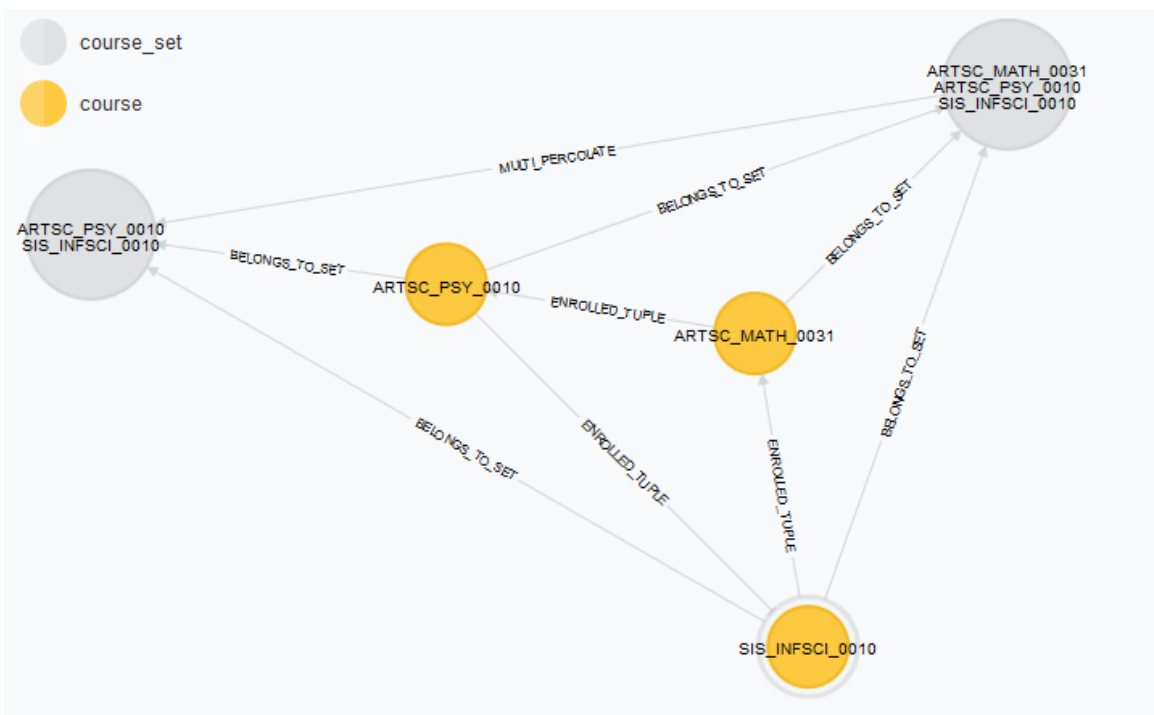 course_set
course
ARTSC_MATH_0031
ARTSC_PSY_0010
SIS_INFSCI_0010
MULTI_PERCOLATE
BELONGS_TO_SET
BELONGS_TO_SET
ARTSC_PSY_0010
SIS_INFSCI_0010
BELONGS_TO_SET
ARTSC_PSY_0010
ENROLLED_TUPLE
ARTSC_MATH_0031
BELONGS_TO_SET
BELONGS_TO_SET
ENROLLED_TUPLE
ENROLLED_TUPLE
SIS_INFSCI_0010